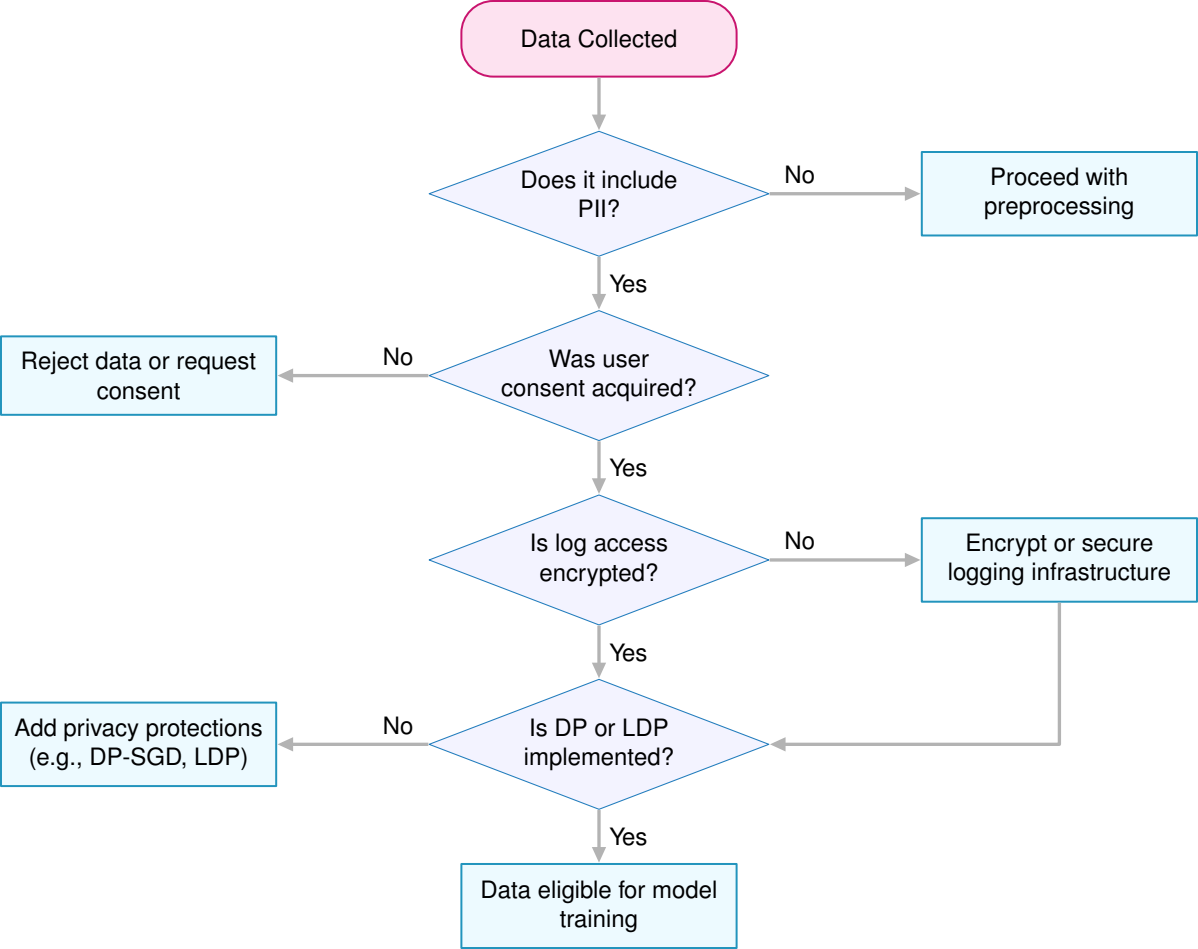 Data Collected
Does it include
PII?
No
Proceed with
preprocessing
Yes
Was user
consent acquired?
No
Reject data or request
consent
Yes
Is log access
encrypted?
No
Encrypt or secure
logging infrastructure
Yes
Is DP or LDP
implemented?
No
Add privacy protections
(e.g., DP-SGD, LDP)
Yes
Data eligible for model
training